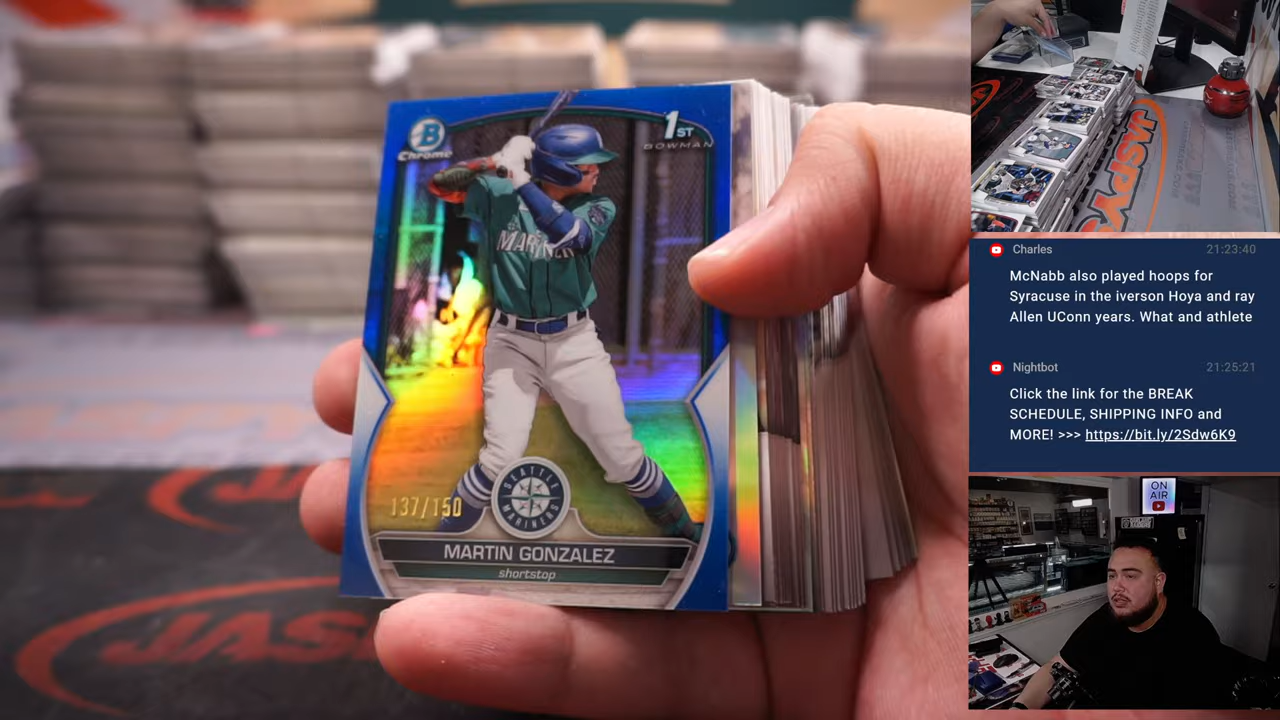 B
Chrome
1ST
BOWMAN
MARINERS
137/150
SEATTLE
MARINERS
MARTIN GONZALEZ
shortstop
JASPYS
Charles
21:23:40
McNabb also played hoops for
Syracuse in the iverson Hoya and ray
Allen UConn years. What and athlete
Nightbot
21:25:21
Click the link for the BREAK
SCHEDULE, SHIPPING INFO and
MORE! >>> https://bit.ly/2Sdw6K9
ON
AIR